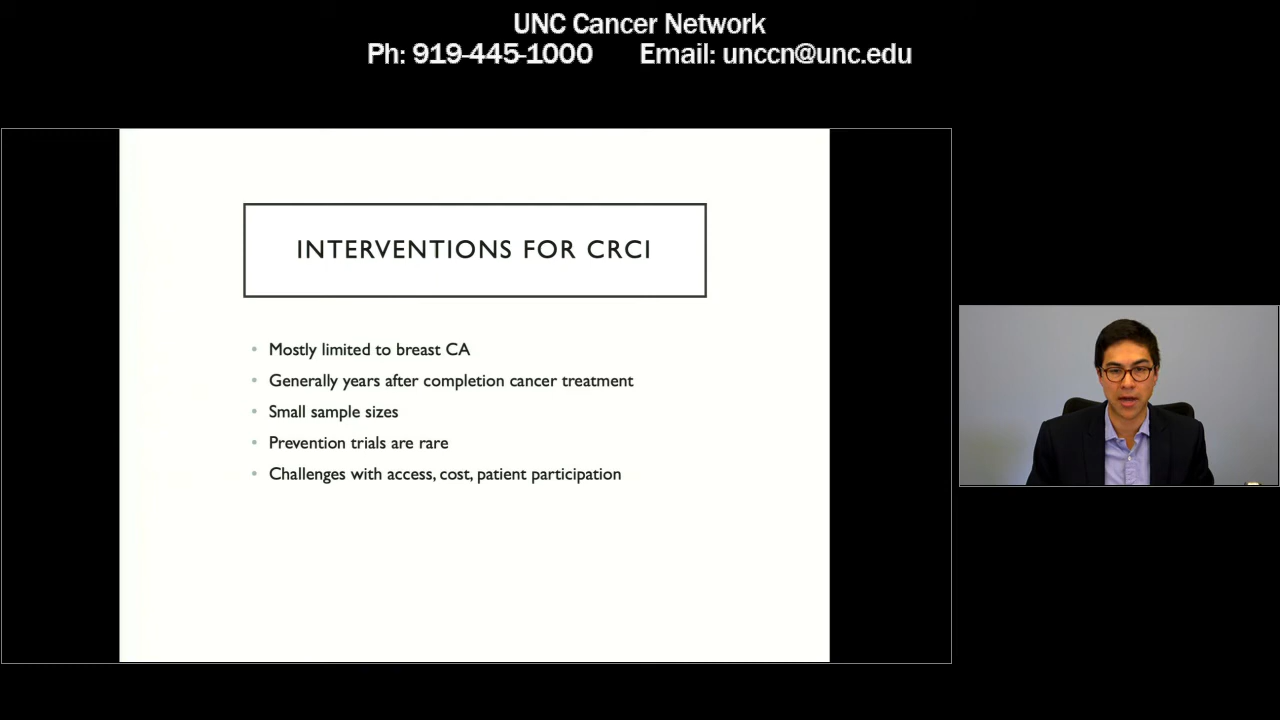 UNC Cancer Network
Ph: 919-445-1000 Email: unccn@unc.edu
INTERVENTIONS FOR CRCI
• Mostly limited to breast CA
• Generally years after completion cancer treatment
• Small sample sizes
• Prevention trials are rare
• Challenges with access, cost, patient participation